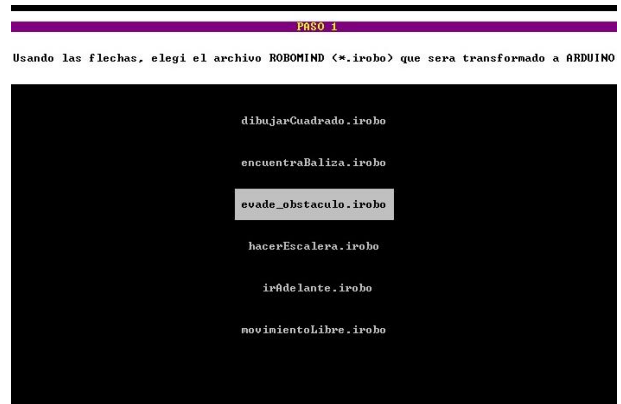 PASO 1
Usando las flechas, elegi el archivo ROBOMIND (*.irobo) que sera transformado a ARDUINO
dibujarCuadrado.irobo
encuentraBaliza.irobo
evade_obstaculo.irobo
hacerEscalera.irobo
irAdelante.irobo
movimientoLibre.irobo